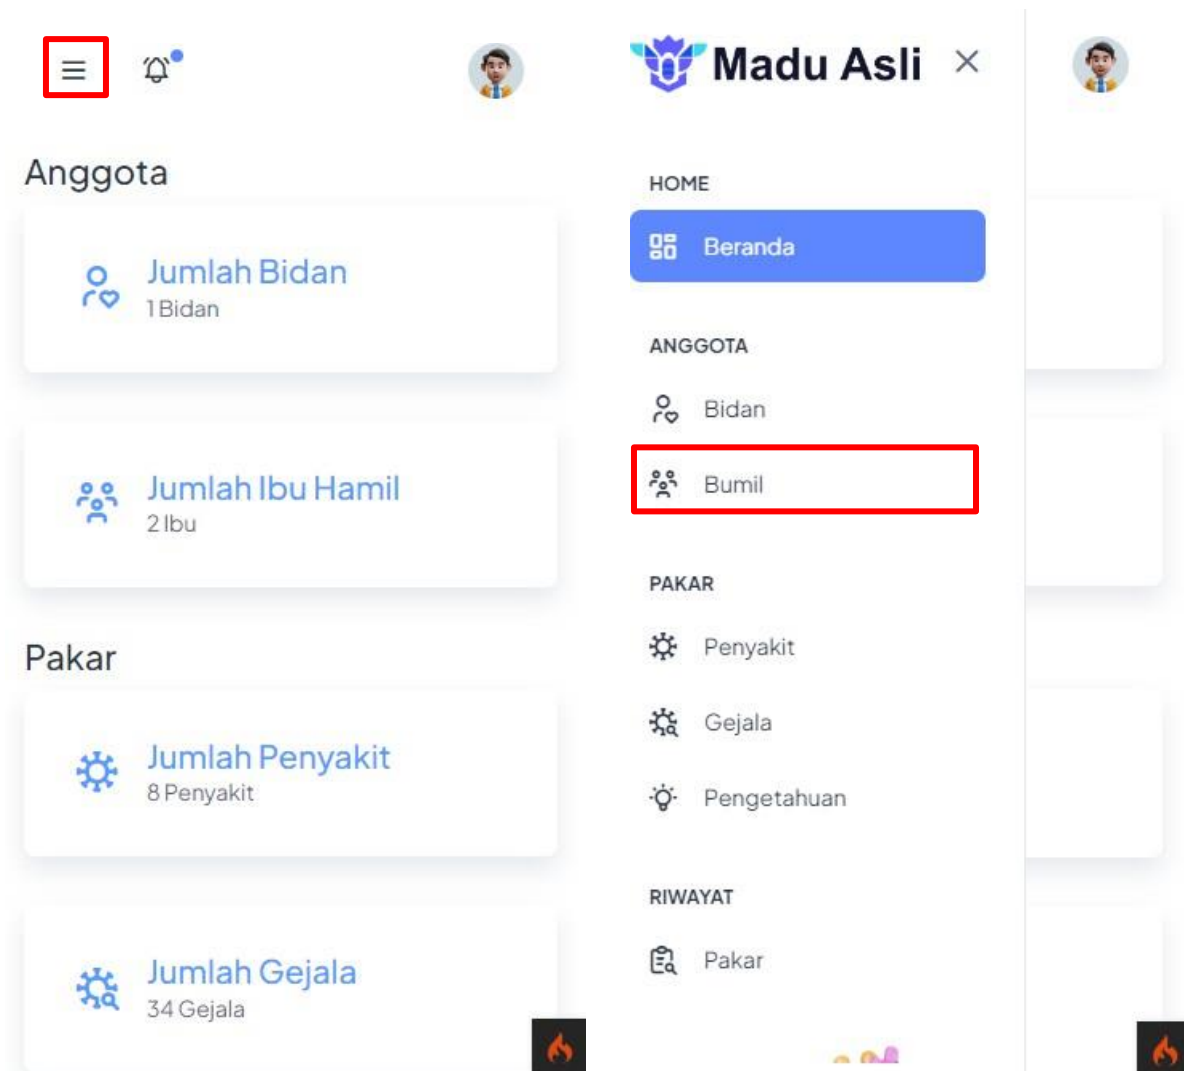 Anggota
Jumlah Bidan
1 Bidan
Jumlah Ibu Hamil
2 Ibu
Pakar
Jumlah Penyakit
8 Penyakit
Jumlah Gejala
34 Gejala
Madu Asli
HOME
Beranda
ANGGOTA
Bidan
Bumil
PAKAR
Penyakit
Gejala
Pengetahuan
RIWAYAT
Pakar